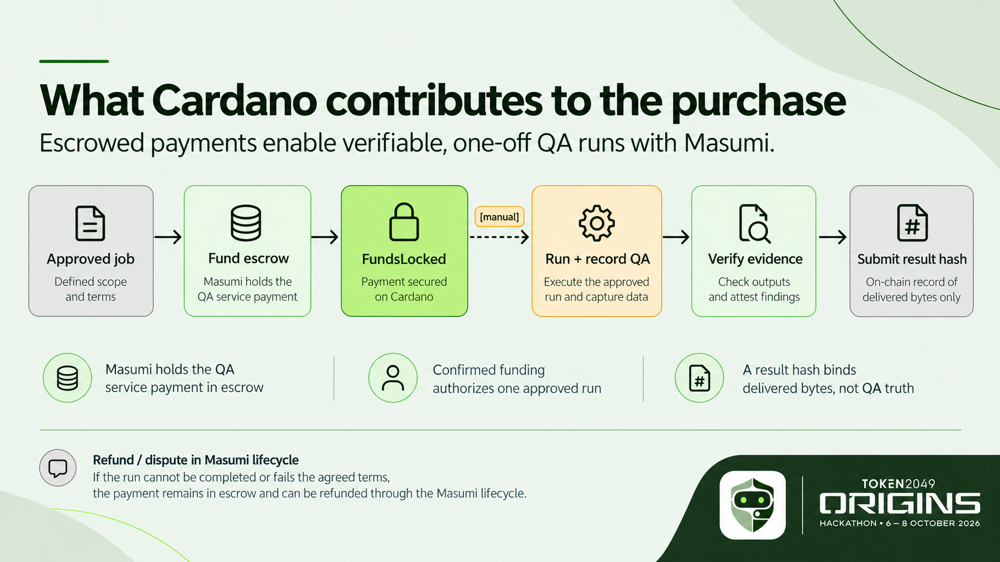 What Cardano contributes to the purchase
Escrowed payments enable verifiable, one-off QA runs with Masumi.
Approved job
Defined scope
and terms
Fund escrow
Masumi holds the
QA service payment
FundsLocked
Payment secured
on Cardano
[manual]
Run + record QA
Execute the approved
run and capture data
Verify evidence
Check outputs
and attest findings
#
Submit result hash
On-chain record of
delivered bytes only
Masumi holds the QA
service payment in escrow
Confirmed funding
authorizes one approved run
#
A result hash binds
delivered bytes, not QA truth
Refund / dispute in Masumi lifecycle
If the run cannot be completed or fails the agreed terms,
the payment remains in escrow and can be refunded through the Masumi lifecycle.
TOKEN2049
ORIGINS
HACKATHON • 6 – 8 OCTOBER 2026